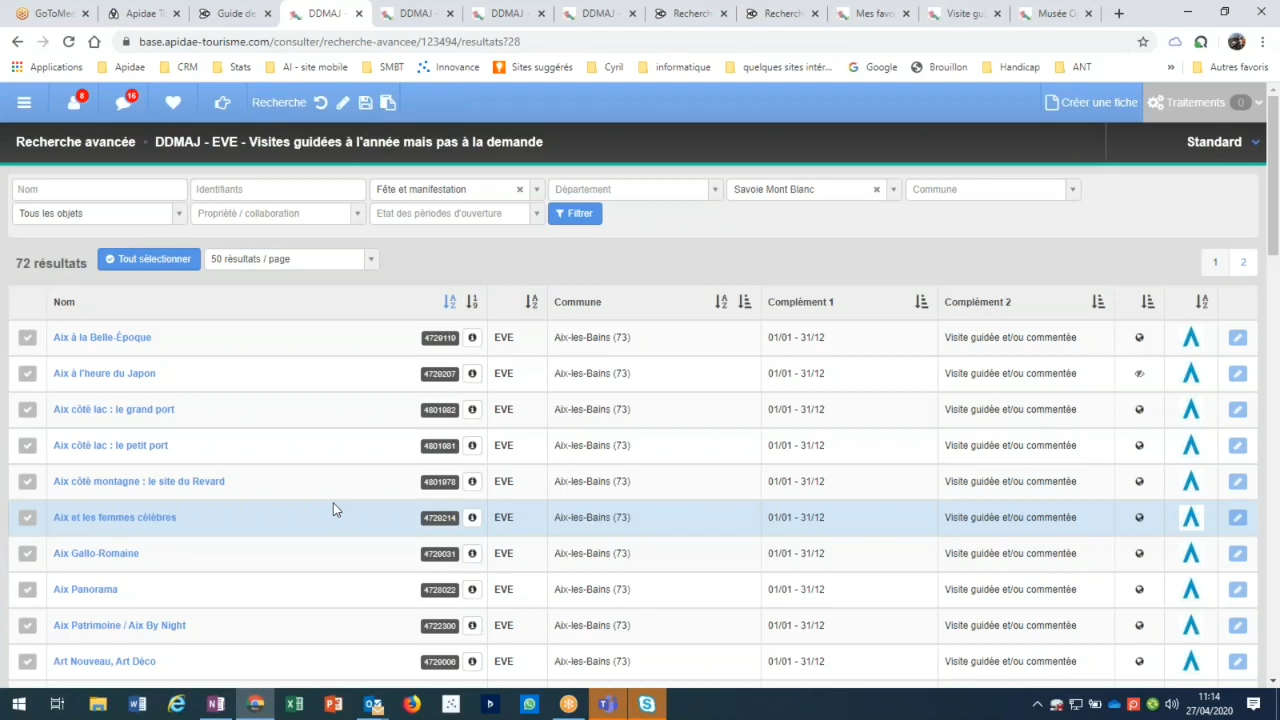 GoToMee
Apidae To
Guide de
DDMAJ -
DDMAJ -
DDMAJ -
DDMAJ -
Recherch
Recherch
Mes favo
Visite gui
Musée O
base.apidae-tourisme.com/consulter/recherche-avancee/123494/resultats?28
Applications
Apidae
CRM
Stats
AI - site mobile
SMBT
Innovance
Sites suggérés
Cyril
informatique
quelques sites intér...
Google
Brouillon
Handicap
ANT
»
Autres favoris
8
16
Recherche
Créer une fiche
Traitements 0
Recherche avancée
DDMAJ - EVE - Visites guidées à l'année mais pas à la demande
Standard
Nom
Identifiants
Fête et manifestation
Département
Savoie Mont Blanc
Commune
Tous les objets
Propriété / collaboration
Etat des périodes d'ouverture
Filtrer
72 résultats
Tout sélectionner
50 résultats / page
1
2
Nom
Commune
Complément 1
Complément 2
Aix à la Belle-Époque 4729119 EVE Aix-les-Bains (73) 01/01 - 31/12 Visite guidée et/ou commentée
Aix à l'heure du Japon 4729207 EVE Aix-les-Bains (73) 01/01 - 31/12 Visite guidée et/ou commentée
Aix côté lac : le grand port 4801982 EVE Aix-les-Bains (73) 01/01 - 31/12 Visite guidée et/ou commentée
Aix côté lac : le petit port 4801981 EVE Aix-les-Bains (73) 01/01 - 31/12 Visite guidée et/ou commentée
Aix côté montagne : le site du Revard 4801978 EVE Aix-les-Bains (73) 01/01 - 31/12 Visite guidée et/ou commentée
Aix et les femmes célèbres 4729214 EVE Aix-les-Bains (73) 01/01 - 31/12 Visite guidée et/ou commentée
Aix Gallo-Romaine 4729031 EVE Aix-les-Bains (73) 01/01 - 31/12 Visite guidée et/ou commentée
Aix Panorama 4728022 EVE Aix-les-Bains (73) 01/01 - 31/12 Visite guidée et/ou commentée
Aix Patrimoine / Aix By Night 4722300 EVE Aix-les-Bains (73) 01/01 - 31/12 Visite guidée et/ou commentée
Art Nouveau, Art Déco 4729006 EVE Aix-les-Bains (73) 01/01 - 31/12 Visite guidée et/ou commentée
11:14
27/04/2020